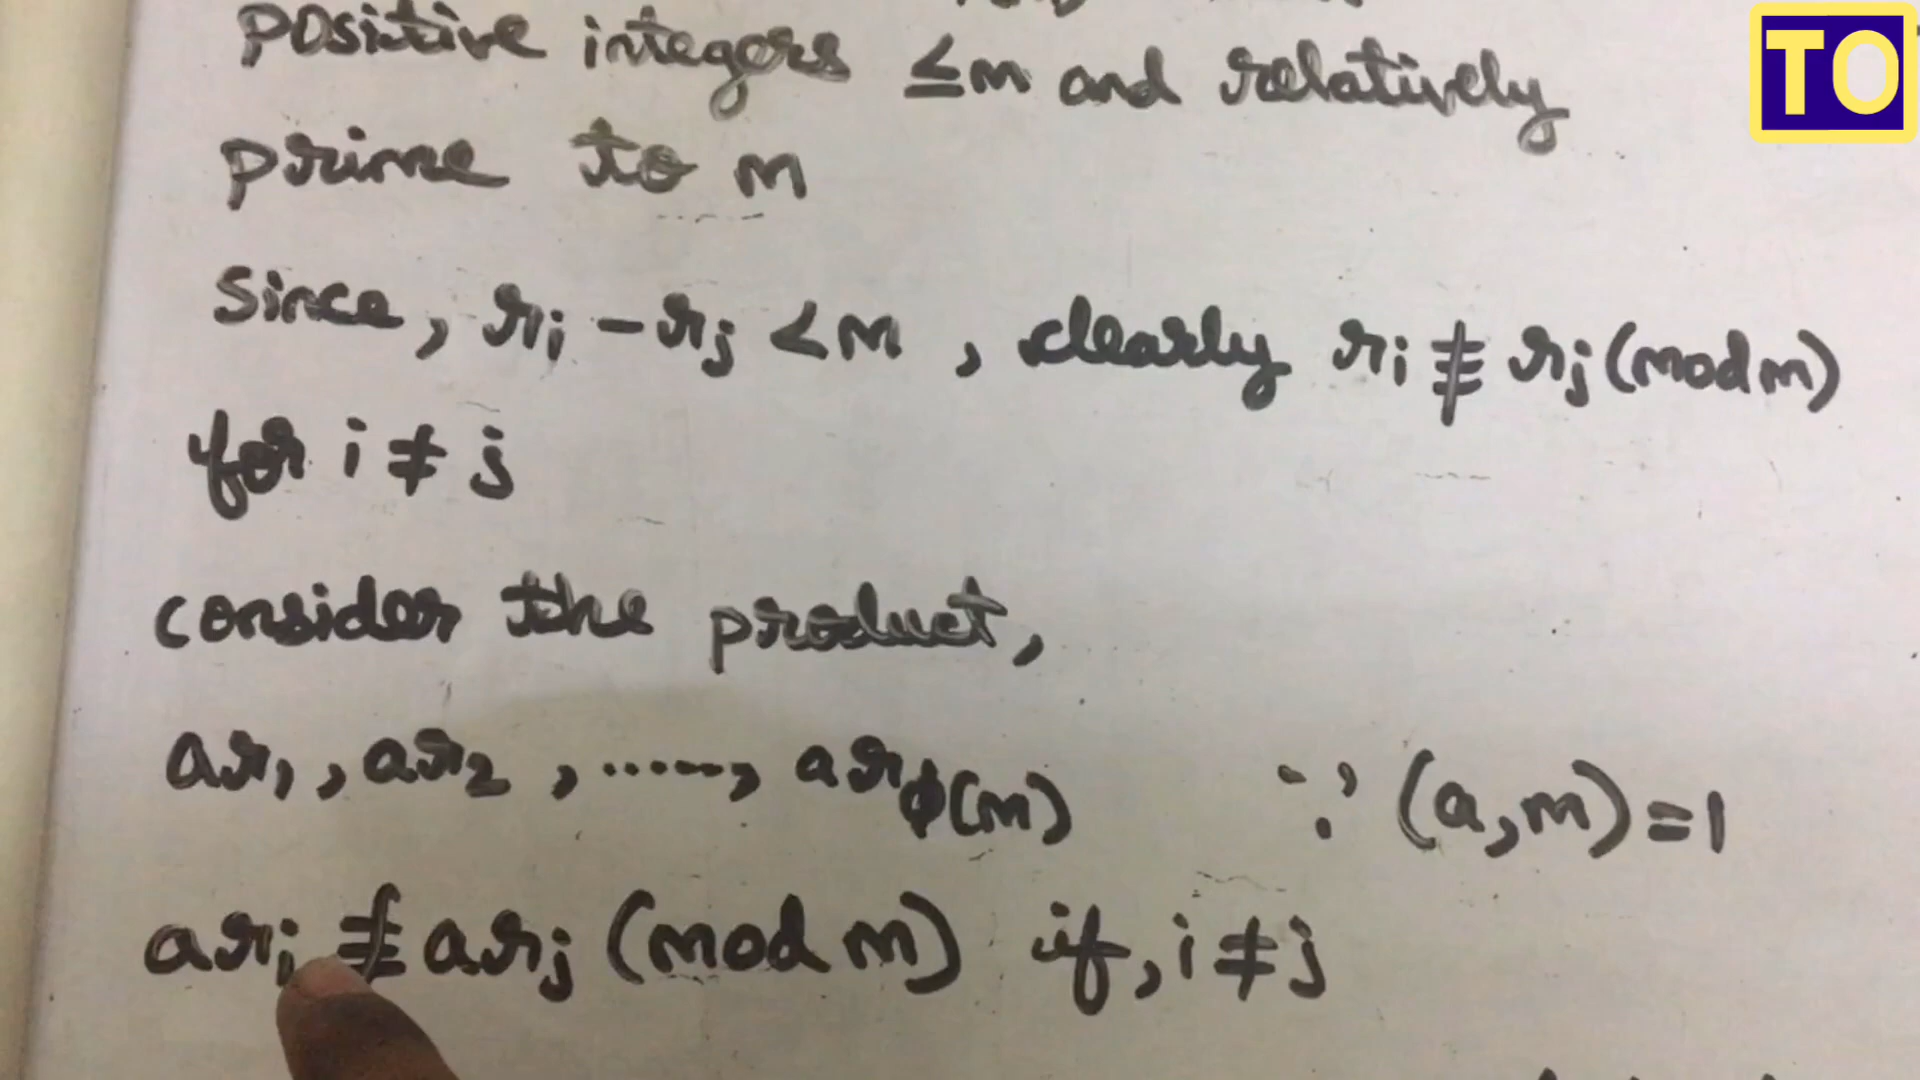 positive integers ≤m and relatively
prime to m
Since, ri - rj < m, clearly ri ≢ rj (mod m)
for i ≠ j
consider the product,
ar1, ar2, ......, arϕ(m) ∵ (a,m)=1
ari ≢ arj (mod m) if, i ≠ j
TO